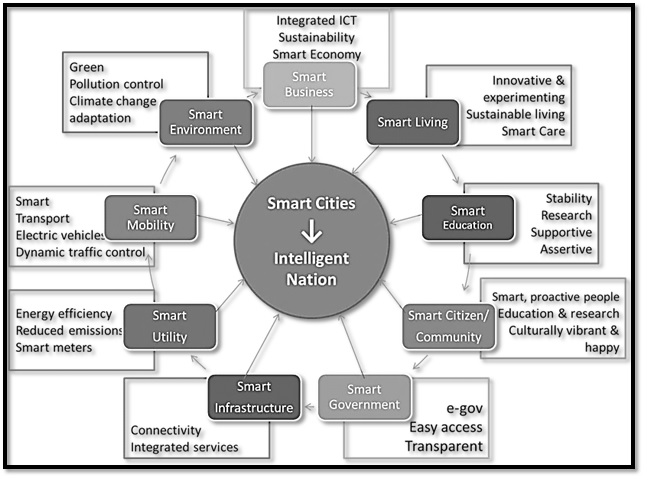 Integrated ICT
Sustainability
Smart Economy
Smart
Business
Innovative &
experimenting
Sustainable living
Smart Care
Smart Living
Stability
Research
Supportive
Assertive
Smart
Education
Smart, proactive people
Education & research
Culturally vibrant &
happy
Smart Citizen/
Community
e-gov
Easy access
Transparent
Smart
Government
Smart
Infrastructure
Connectivity
Integrated services
Smart
Utility
Energy efficiency
Reduced emissions
Smart meters
Smart
Mobility
Smart
Transport
Electric vehicles
Dynamic traffic control
Smart
Environment
Green
Pollution control
Climate change
adaptation
Smart Cities
Intelligent
Nation